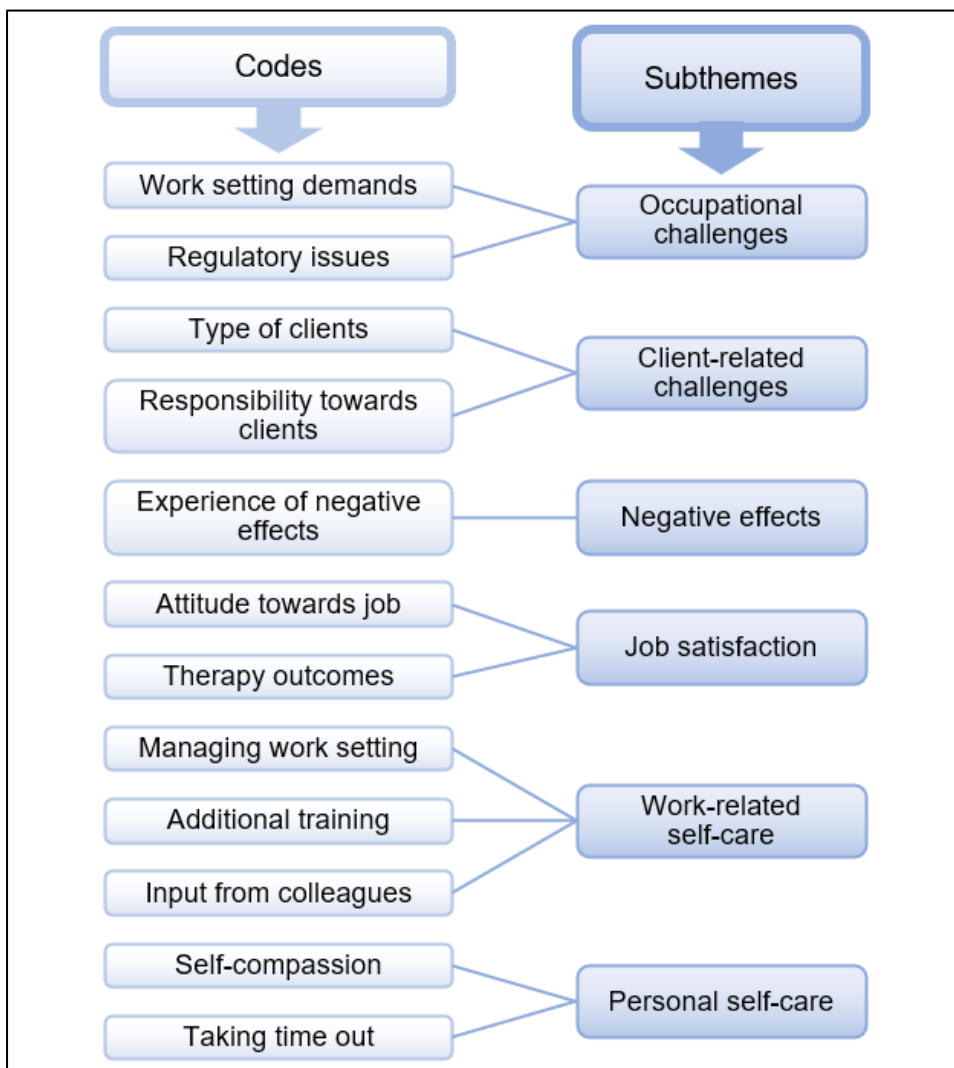 Codes
Subthemes
Work setting demands
Regulatory issues
Occupational
challenges
Type of clients
Responsibility towards
clients
Client-related
challenges
Experience of negative
effects
Negative effects
Attitude towards job
Therapy outcomes
Job satisfaction
Managing work setting
Additional training
Input from colleagues
Work-related
self-care
Self-compassion
Taking time out
Personal self-care